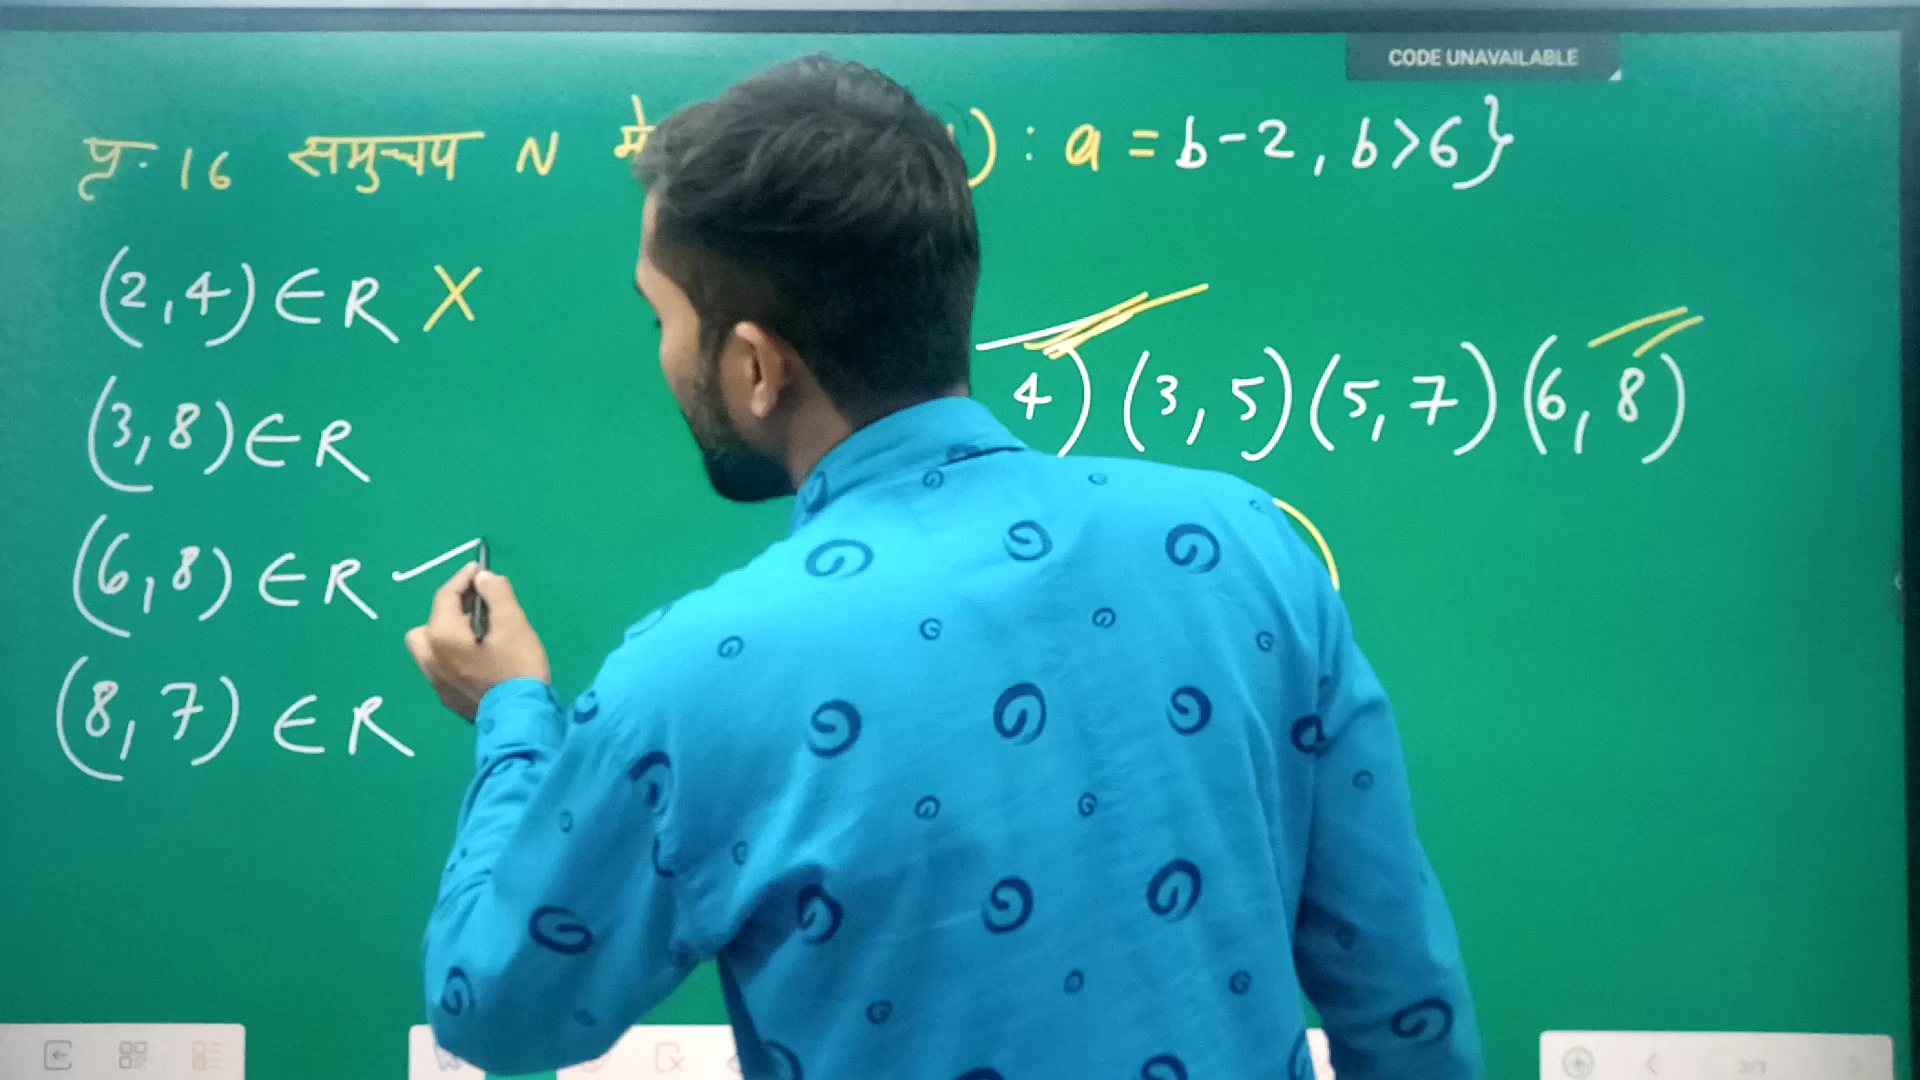 CODE UNAVAILABLE
प्र. 16 समुच्चय N में ) : a = b-2, b>6}
(2,4) ∈ R X
4) (3,5) (5,7) (6,8)
(3,8) ∈ R
(6,8) ∈ R
(8,7) ∈ R